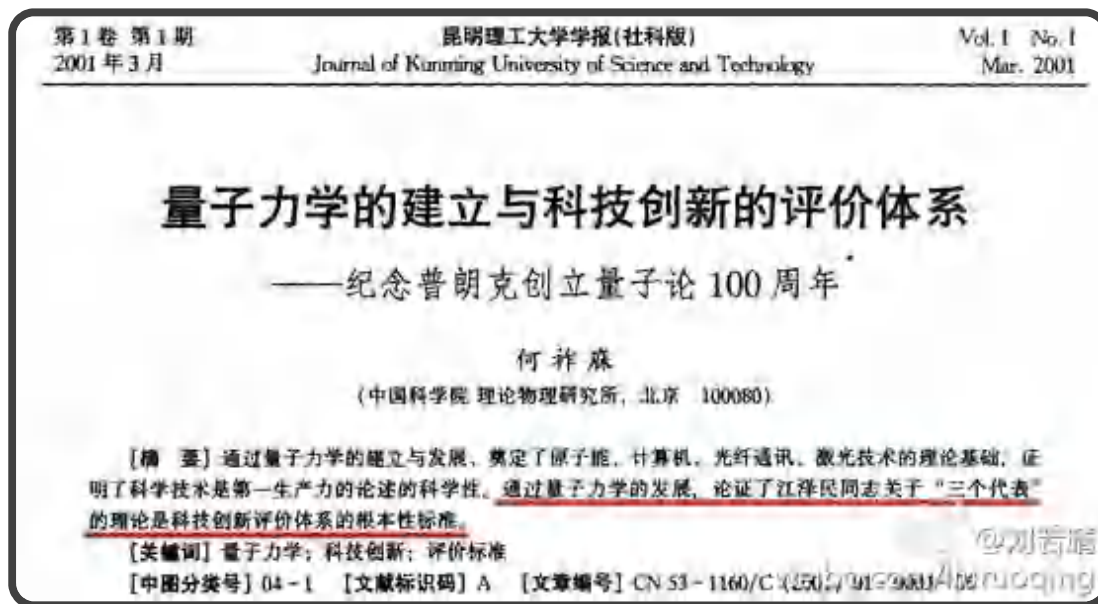 第1卷 第1期 昆明理工大学学报(社科版) Vol. 1 No. 1
2001年3月 Journal of Kunming University of Science and Technology Mar. 2001
量子力学的建立与科技创新的评价体系
——纪念普朗克创立量子论 100 周年
何祚庥
(中国科学院 理论物理研究所, 北京 100080)
[摘 要] 通过量子力学的建立与发展、奠定了原子能、计算机、光纤通讯、激光技术的理论基础, 证
明了科学技术是第一生产力的论述的科学性。通过量子力学的发展, 论证了江泽民同志关于“三个代表”
的理论是科技创新评价体系的根本性标准。
[关键词] 量子力学; 科技创新; 评价标准
[中图分类号] 04-1 [文献标识码] A [文章编号] CN 53-1160/C